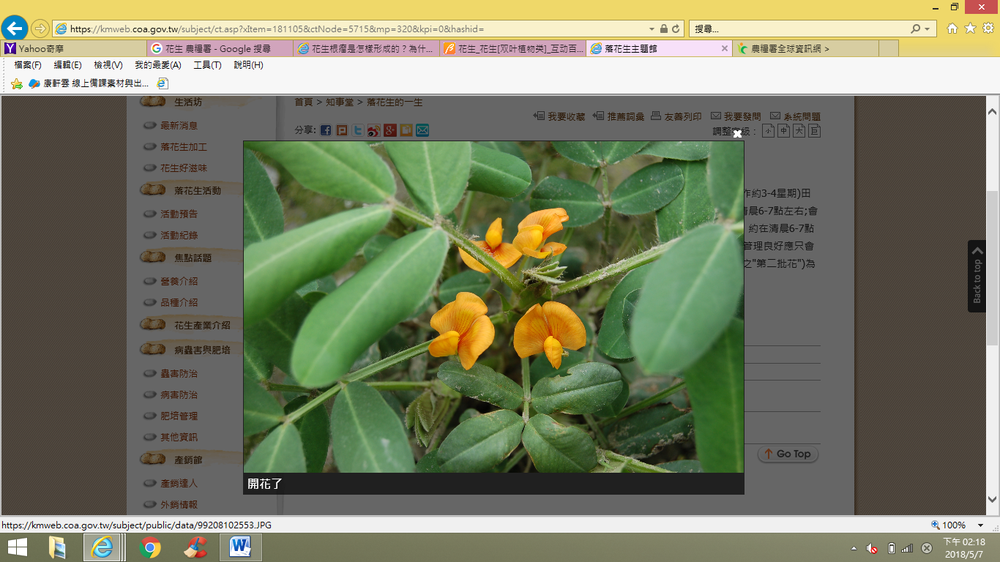 https://kmweb.coa.gov.tw/subject/ct.asp?xItem=181105&ctNode=5715&mp=320&kpi=0&hashid=
搜尋...
Yahoo奇摩
花生 農糧署 - Google 搜尋
花生根瘤是怎樣形成的？為什...
花生_花生[双叶植物类]_互动百...
落花生主題館
農糧署全球資訊網 >
檔案(F) 編輯(E) 檢視(V) 我的最愛(A) 工具(T) 說明(H)
康軒雲 線上備課素材與出...
生活坊
最新消息
落花生加工
花生好滋味
落花生活動
活動預告
活動紀錄
焦點話題
營養介紹
品種介紹
花生產業介紹
病蟲害與肥培
蟲害防治
病害防治
肥培管理
其他資訊
產銷館
產銷達人
外銷情報
首頁 > 知事堂 > 落花生的一生
我要收藏 推薦詞彙 友善列印 我要發問 系統問題
分享:
調整字級： 小 中 大 巨
作約3-4星期)田
清晨6-7點左右;會
約在清晨6-7點
管理良好應只會
之"第二批花")為
Back to top
Go Top
開花了
https://kmweb.coa.gov.tw/subject/public/data/99208102553.JPG
100%
下午 02:18
2018/5/7